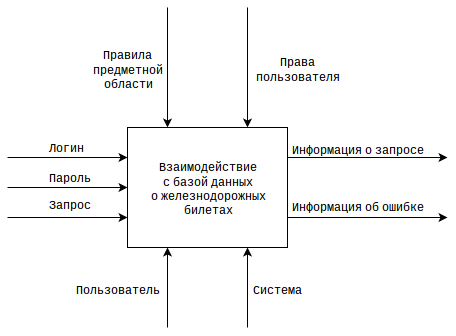 Правила
предметной
области
Права
пользователя
Логин
Пароль
Запрос
Взаимодействие
с базой данных
о железнодорожных
билетах
Информация о запросе
Информация об ошибке
Пользователь
Система